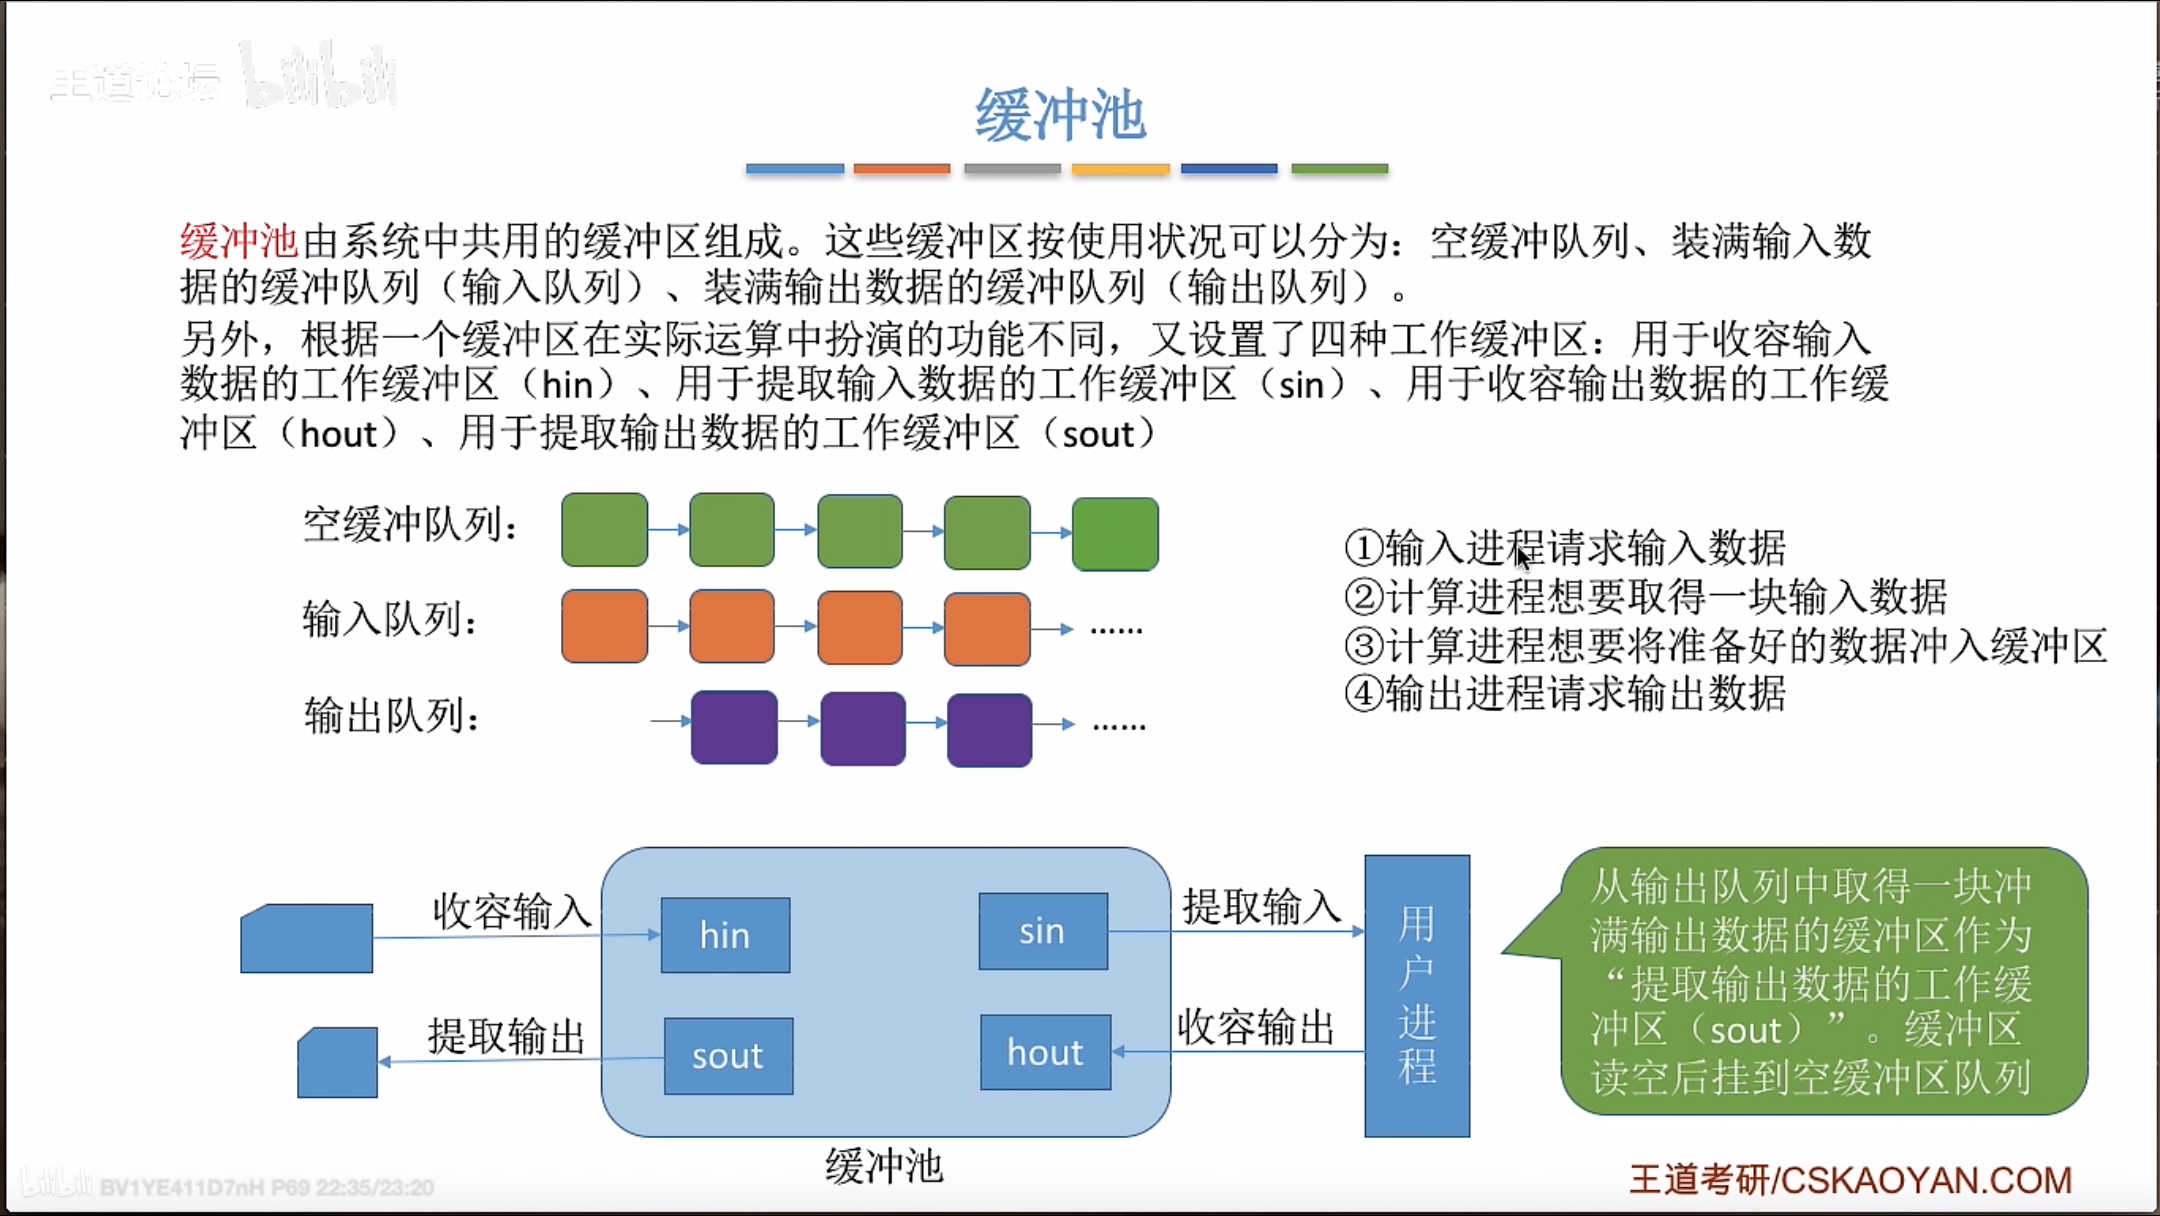 王道论坛 bilibili
缓冲池
缓冲池由系统中共用的缓冲区组成。这些缓冲区按使用状况可以分为：空缓冲队列、装满输入数
据的缓冲队列（输入队列）、装满输出数据的缓冲队列（输出队列）。
另外，根据一个缓冲区在实际运算中扮演的功能不同，又设置了四种工作缓冲区：用于收容输入
数据的工作缓冲区（hin）、用于提取输入数据的工作缓冲区（sin）、用于收容输出数据的工作缓
冲区（hout）、用于提取输出数据的工作缓冲区（sout）
空缓冲队列：
输入队列：
……
输出队列：
……
①输入进程请求输入数据
②计算进程想要取得一块输入数据
③计算进程想要将准备好的数据冲入缓冲区
④输出进程请求输出数据
收容输入
hin
sin
提取输入
提取输出
sout
hout
收容输出
用
户
进
程
缓冲池
从输出队列中取得一块冲
满输出数据的缓冲区作为
“提取输出数据的工作缓
冲区（sout）”。缓冲区
读空后挂到空缓冲区队列
王道考研/CSKAOYAN.COM
bilibili BV1YE411D7nH P69 22:35/23:20